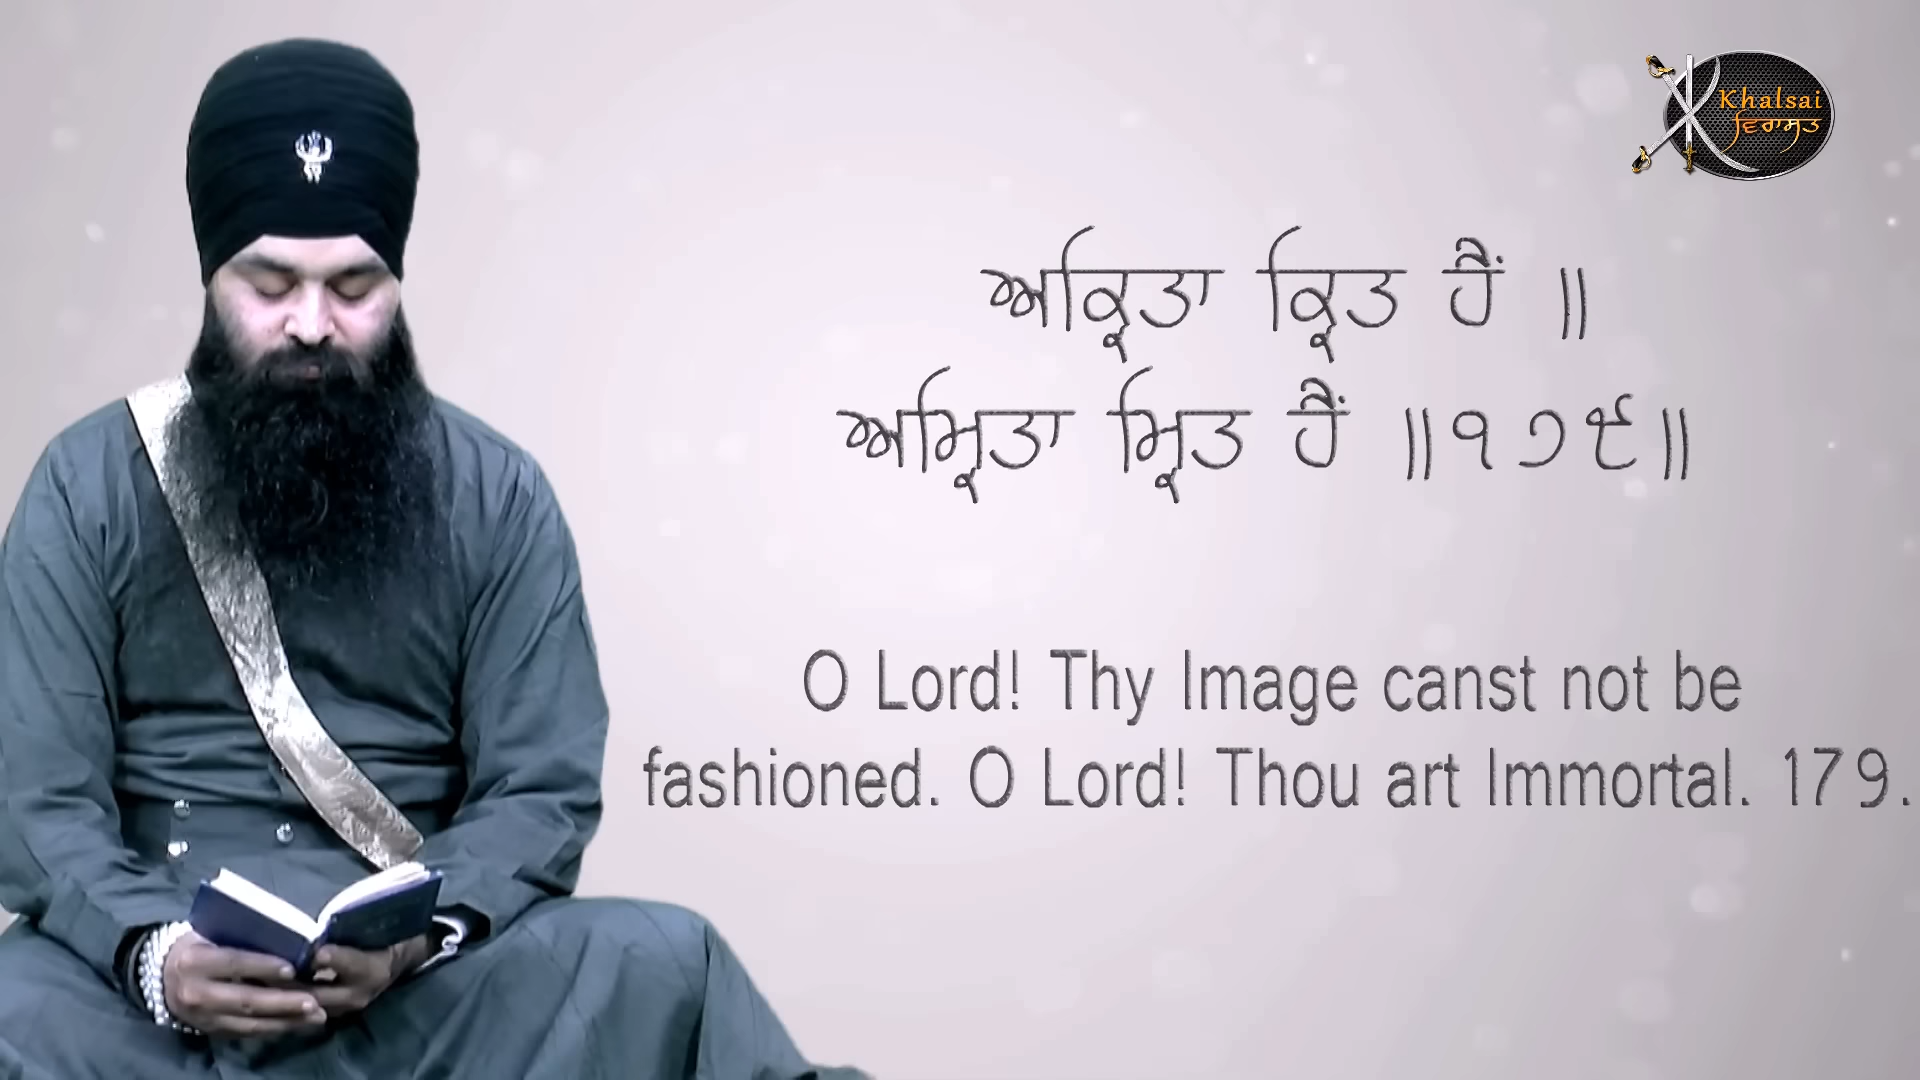 Khalsai
ਵਿਰਾਸਤ
ਅਕ੍ਰਿਤਾ ਕ੍ਰਿਤ ਹੈਂ ॥
ਅਮ੍ਰਿਤਾ ਮ੍ਰਿਤ ਹੈਂ ॥੧੭੯॥
O Lord! Thy Image canst not be
fashioned. O Lord! Thou art Immortal. 179.